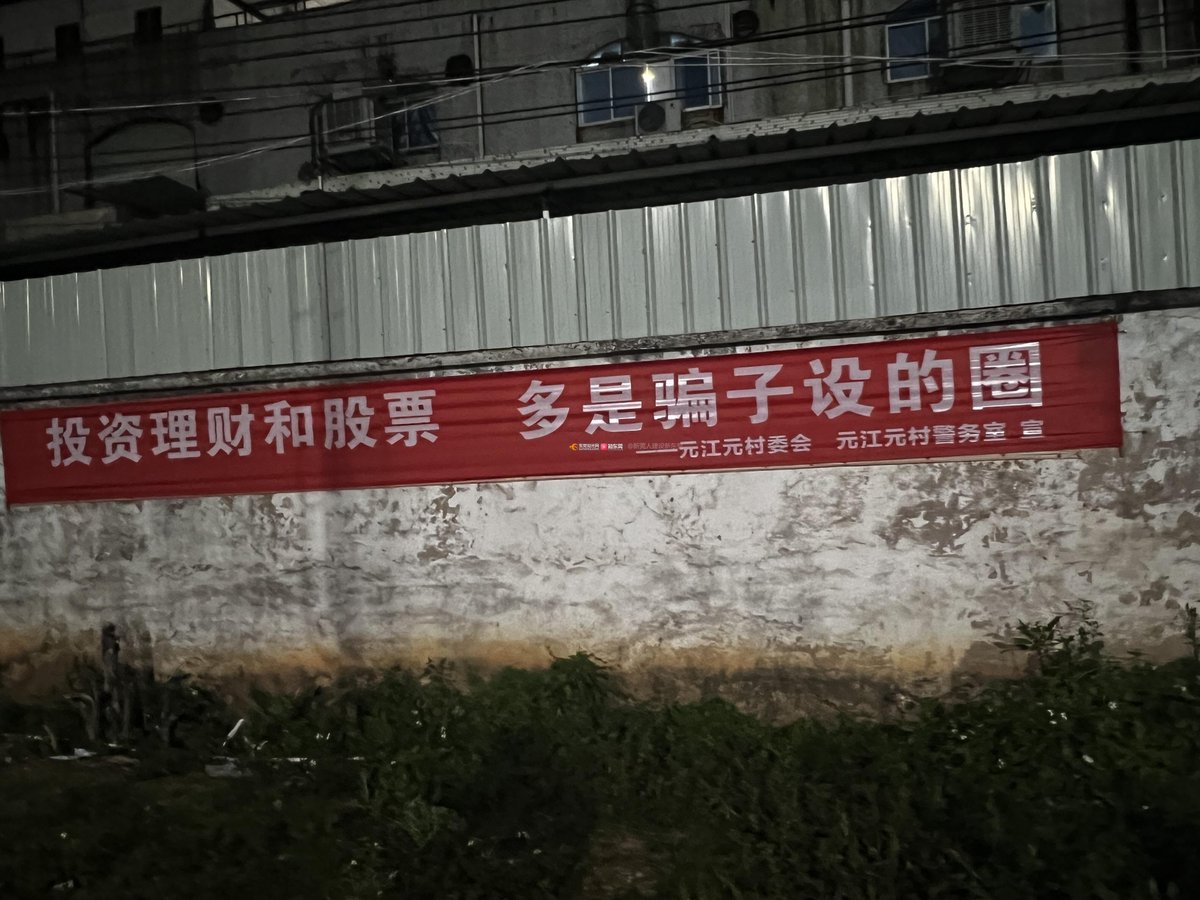 投资理财和股票 多是骗子设的圈
——元江元村委会 元江元村警务室 宣